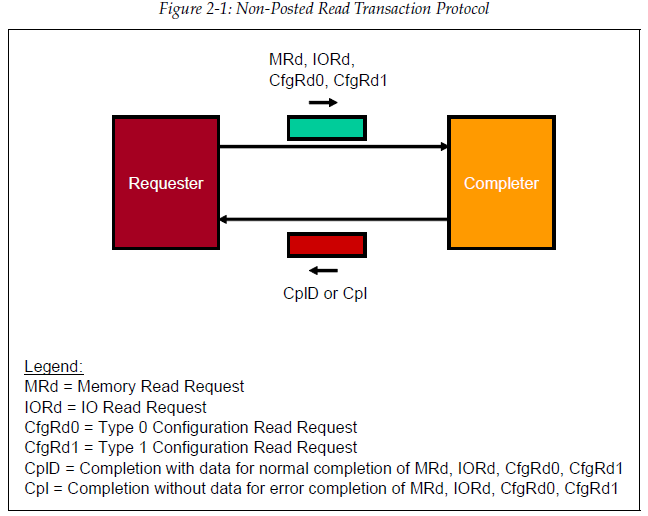 Figure 2-1: Non-Posted Read Transaction Protocol
MRd, IORd,
CfgRd0, CfgRd1
Requester
Completer
CplD or Cpl
Legend:
MRd = Memory Read Request
IORd = IO Read Request
CfgRd0 = Type 0 Configuration Read Request
CfgRd1 = Type 1 Configuration Read Request
CplD = Completion with data for normal completion of MRd, IORd, CfgRd0, CfgRd1
Cpl = Completion without data for error completion of MRd, IORd, CfgRd0, CfgRd1